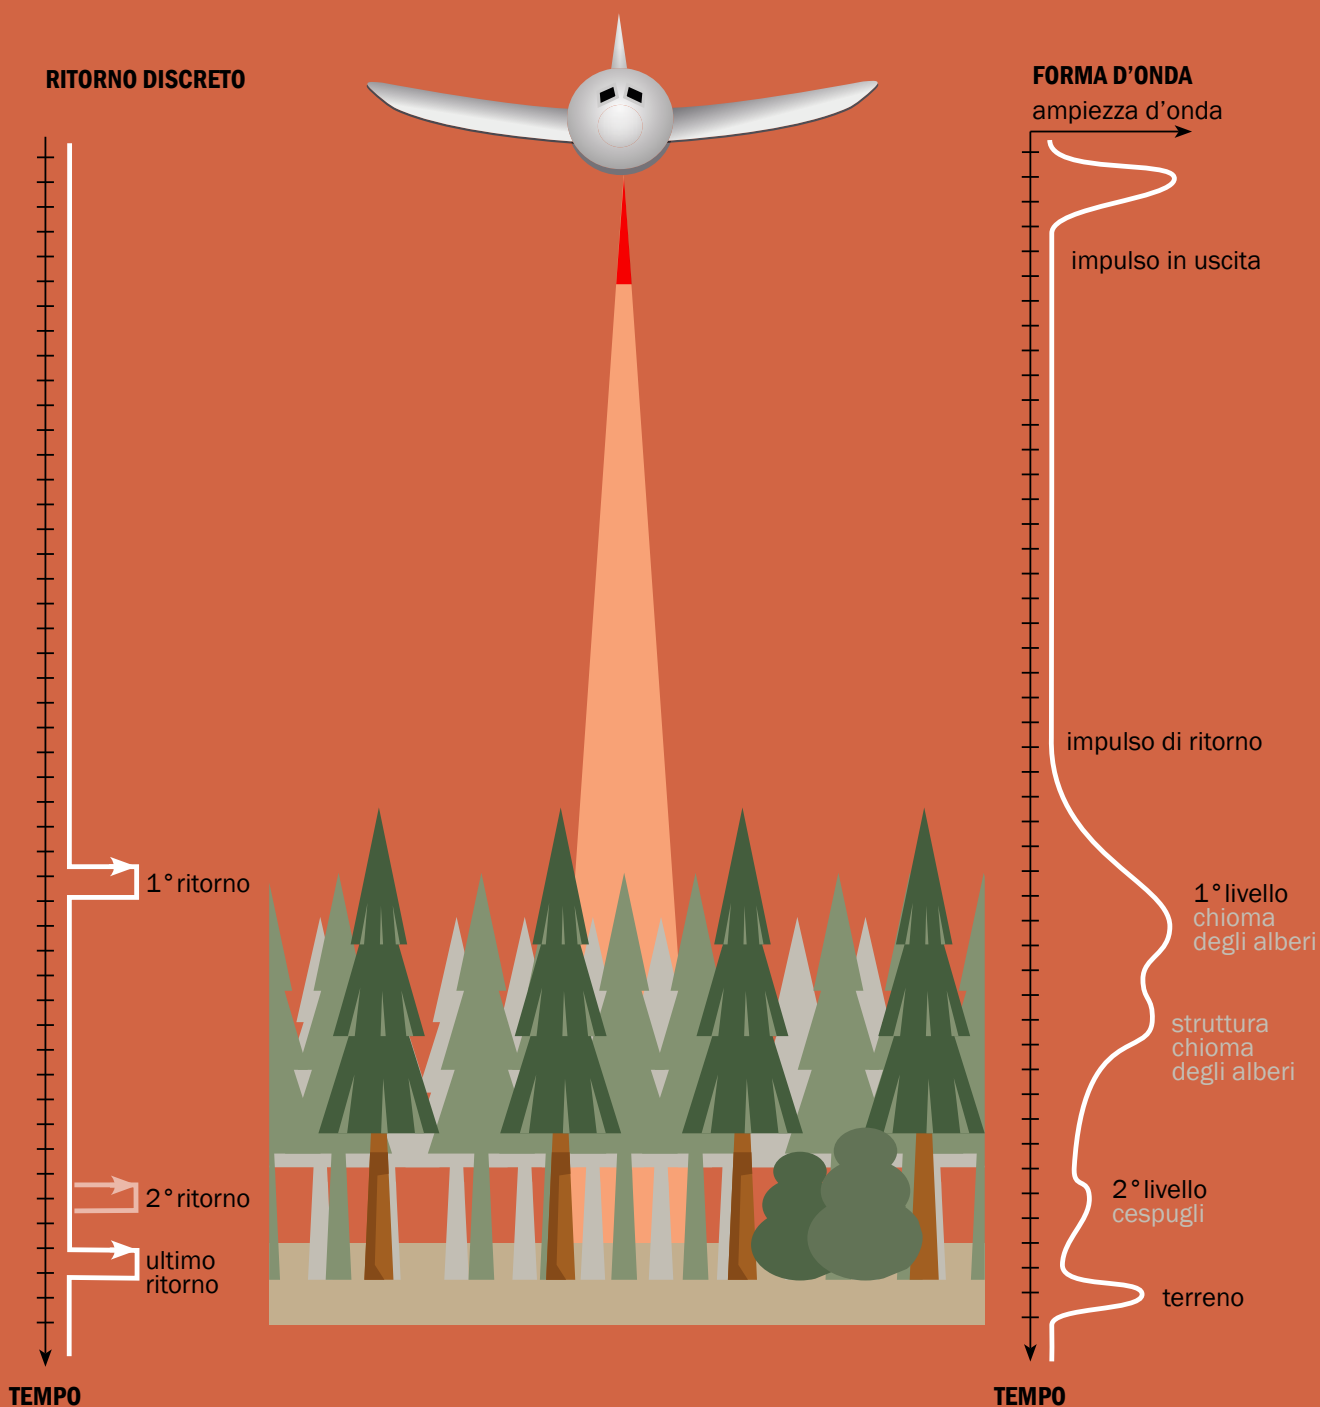 RITORNO DISCRETO
1° ritorno
2° ritorno
ultimo
ritorno
TEMPO
FORMA D'ONDA
ampiezza d'onda
impulso in uscita
impulso di ritorno
1° livello
chioma
degli alberi
struttura
chioma
degli alberi
2° livello
cespugli
terreno
TEMPO